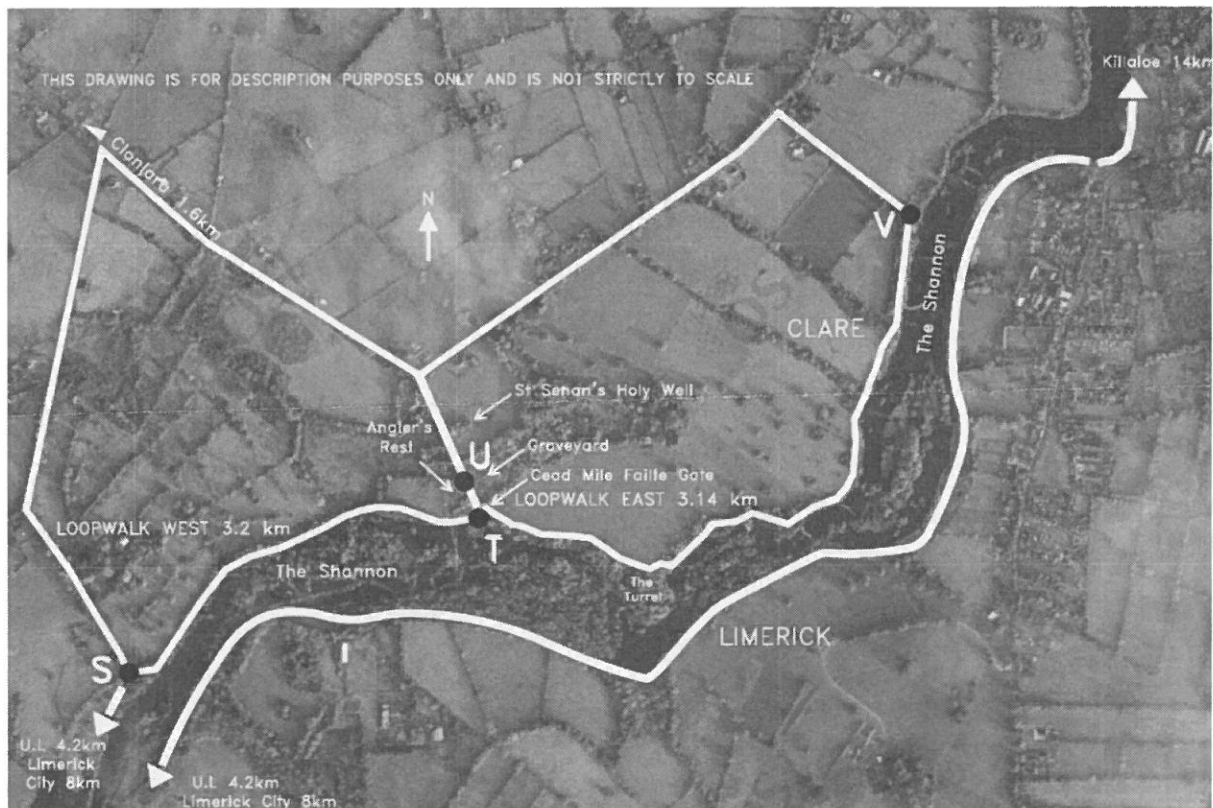 THIS DRAWING IS FOR DESCRIPTION PURPOSES ONLY AND IS NOT STRICTLY TO SCALE
Killaloe 14km
Clonlara 1.6km
N
V
The Shannon
CLARE
St Senan's Holy Well
Angler's
Rest
U
Graveyard
Cead Mile Failte Gate
LOOPWALK EAST 3.14 km
LOOPWALK WEST 3.2 km
T
The Shannon
The
Turret
LIMERICK
S
U.L 4.2km
Limerick
City 8km
U.L 4.2km
Limerick City 8km